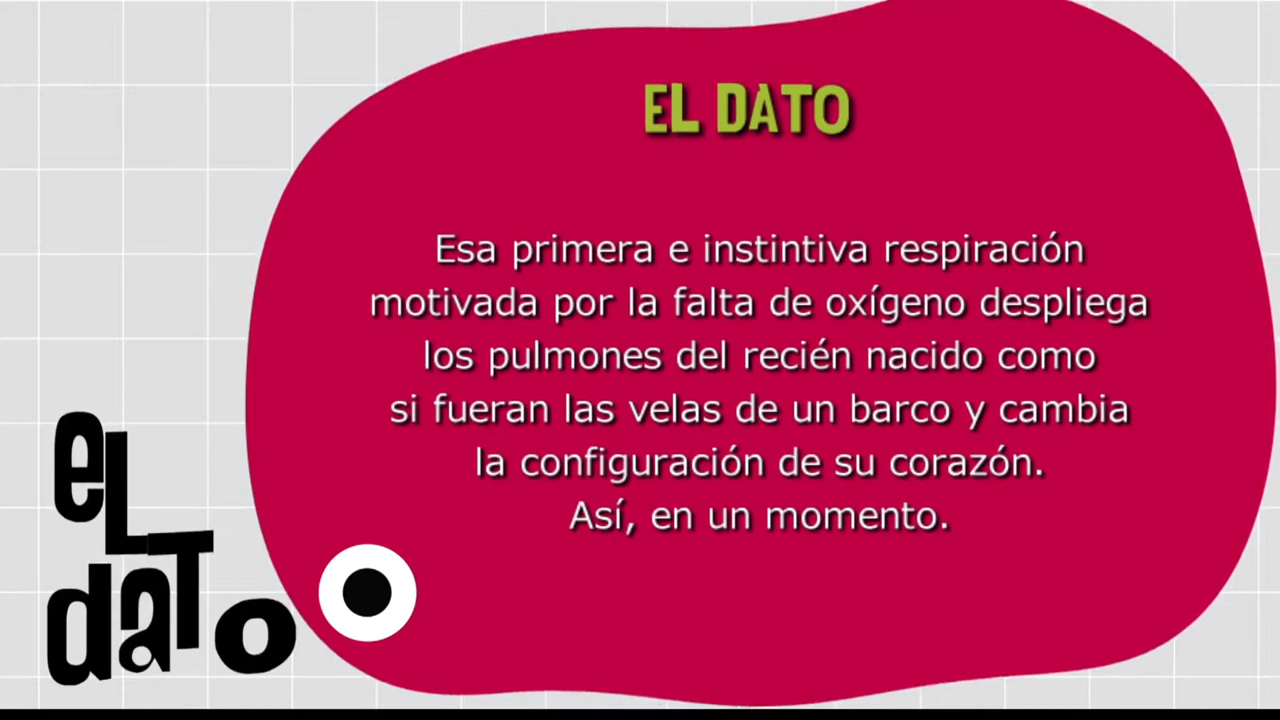 EL DATO
Esa primera e instintiva respiración
motivada por la falta de oxígeno despliega
los pulmones del recién nacido como
si fueran las velas de un barco y cambia
la configuración de su corazón.
Así, en un momento.
eL
daTo